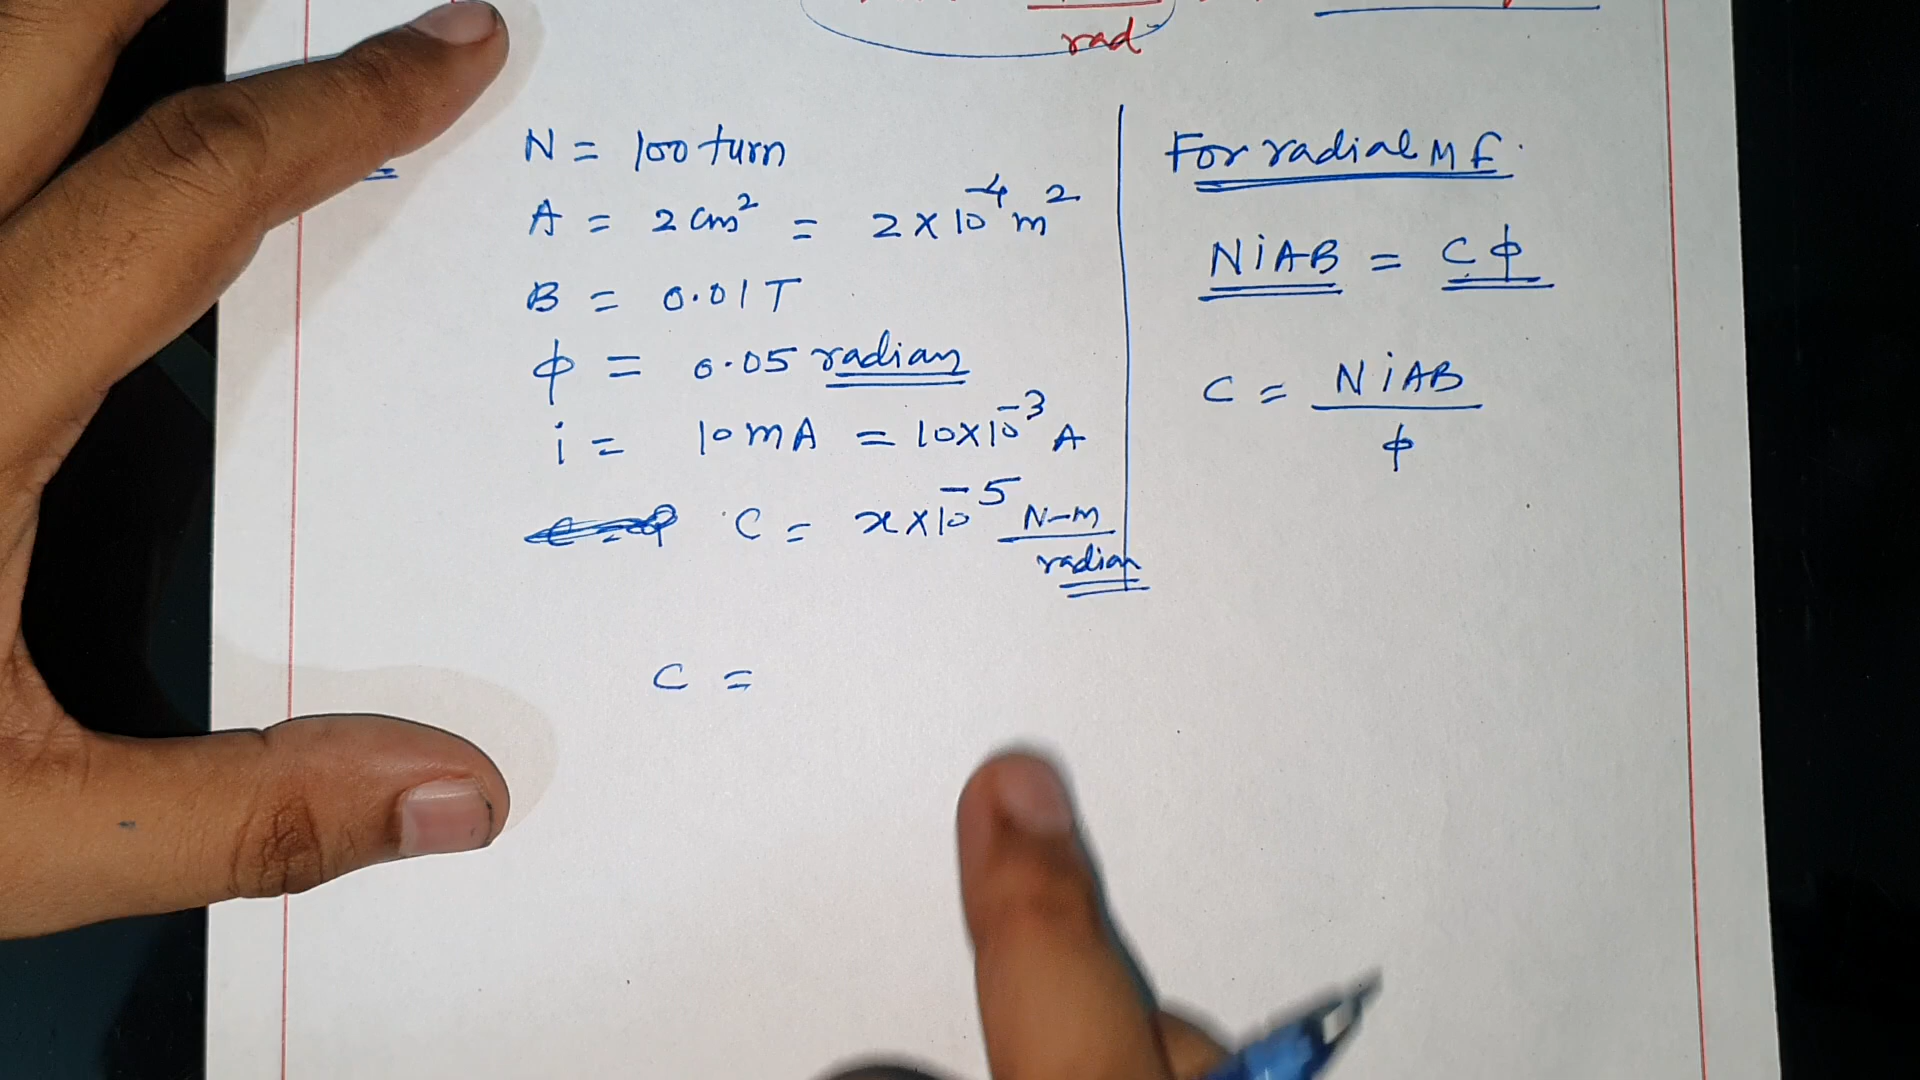 rad
N = 100 turn
A = 2 cm² = 2 × 10⁻⁴ m²
B = 0.01 T
ϕ = 0.05 radian
i = 10 mA = 10×10⁻³ A
C = x×10⁻⁵ N-m/radian
C =
For radial M F.
NiAB = Cϕ
C = NiAB/ϕ